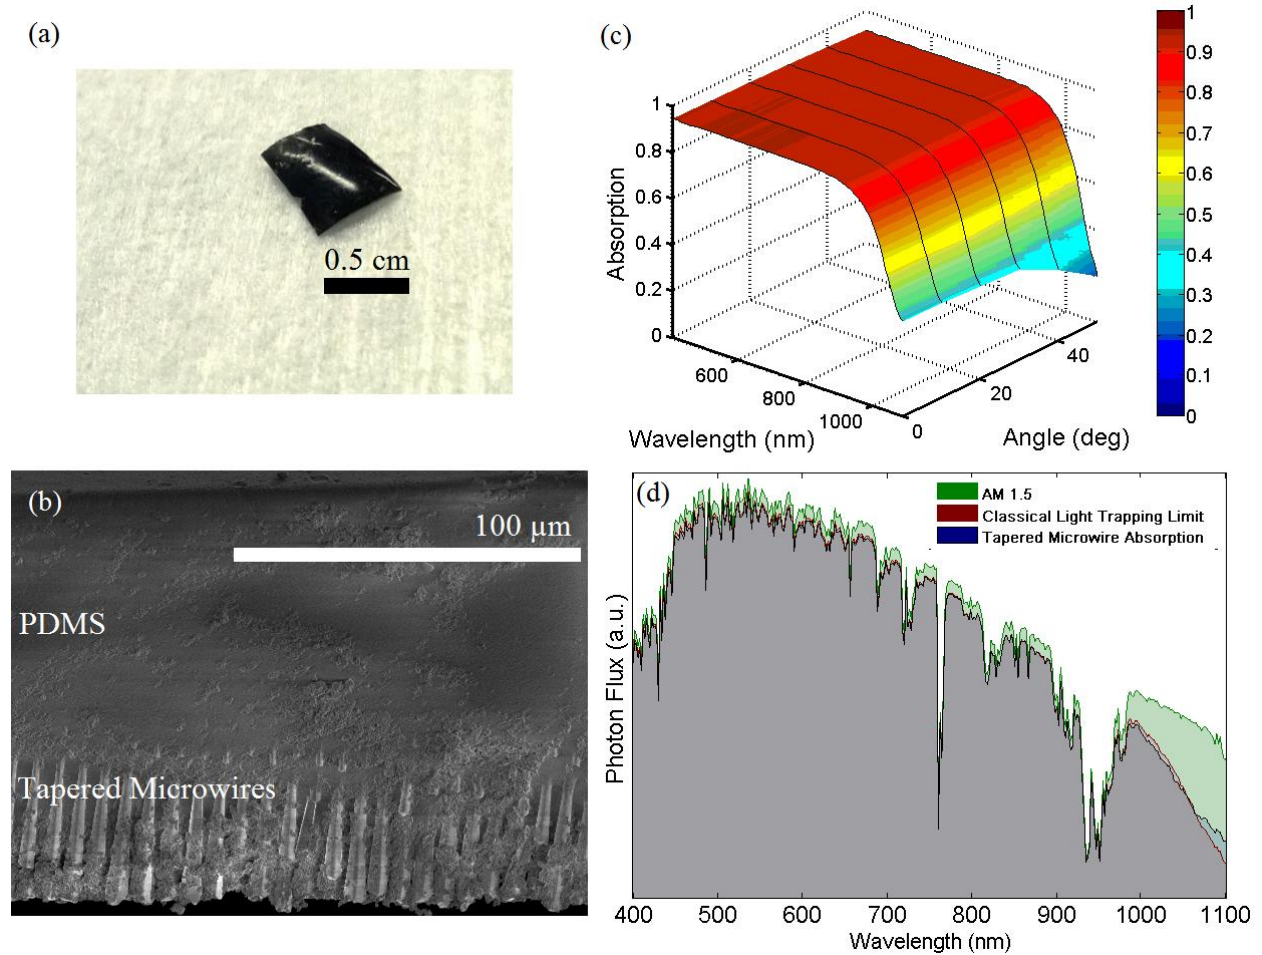 (a)
0.5 cm
(b)
100 µm
PDMS
Tapered Microwires
(c)
1
0.8
0.6
0.4
0.2
0
Absorption
600
800
1000
Wavelength (nm)
0
20
40
Angle (deg)
1
0.9
0.8
0.7
0.6
0.5
0.4
0.3
0.2
0.1
0
(d)
AM 1.5
Classical Light Trapping Limit
Tapered Microwire Absorption
Photon Flux (a.u.)
400 500 600 700 800 900 1000 1100
Wavelength (nm)